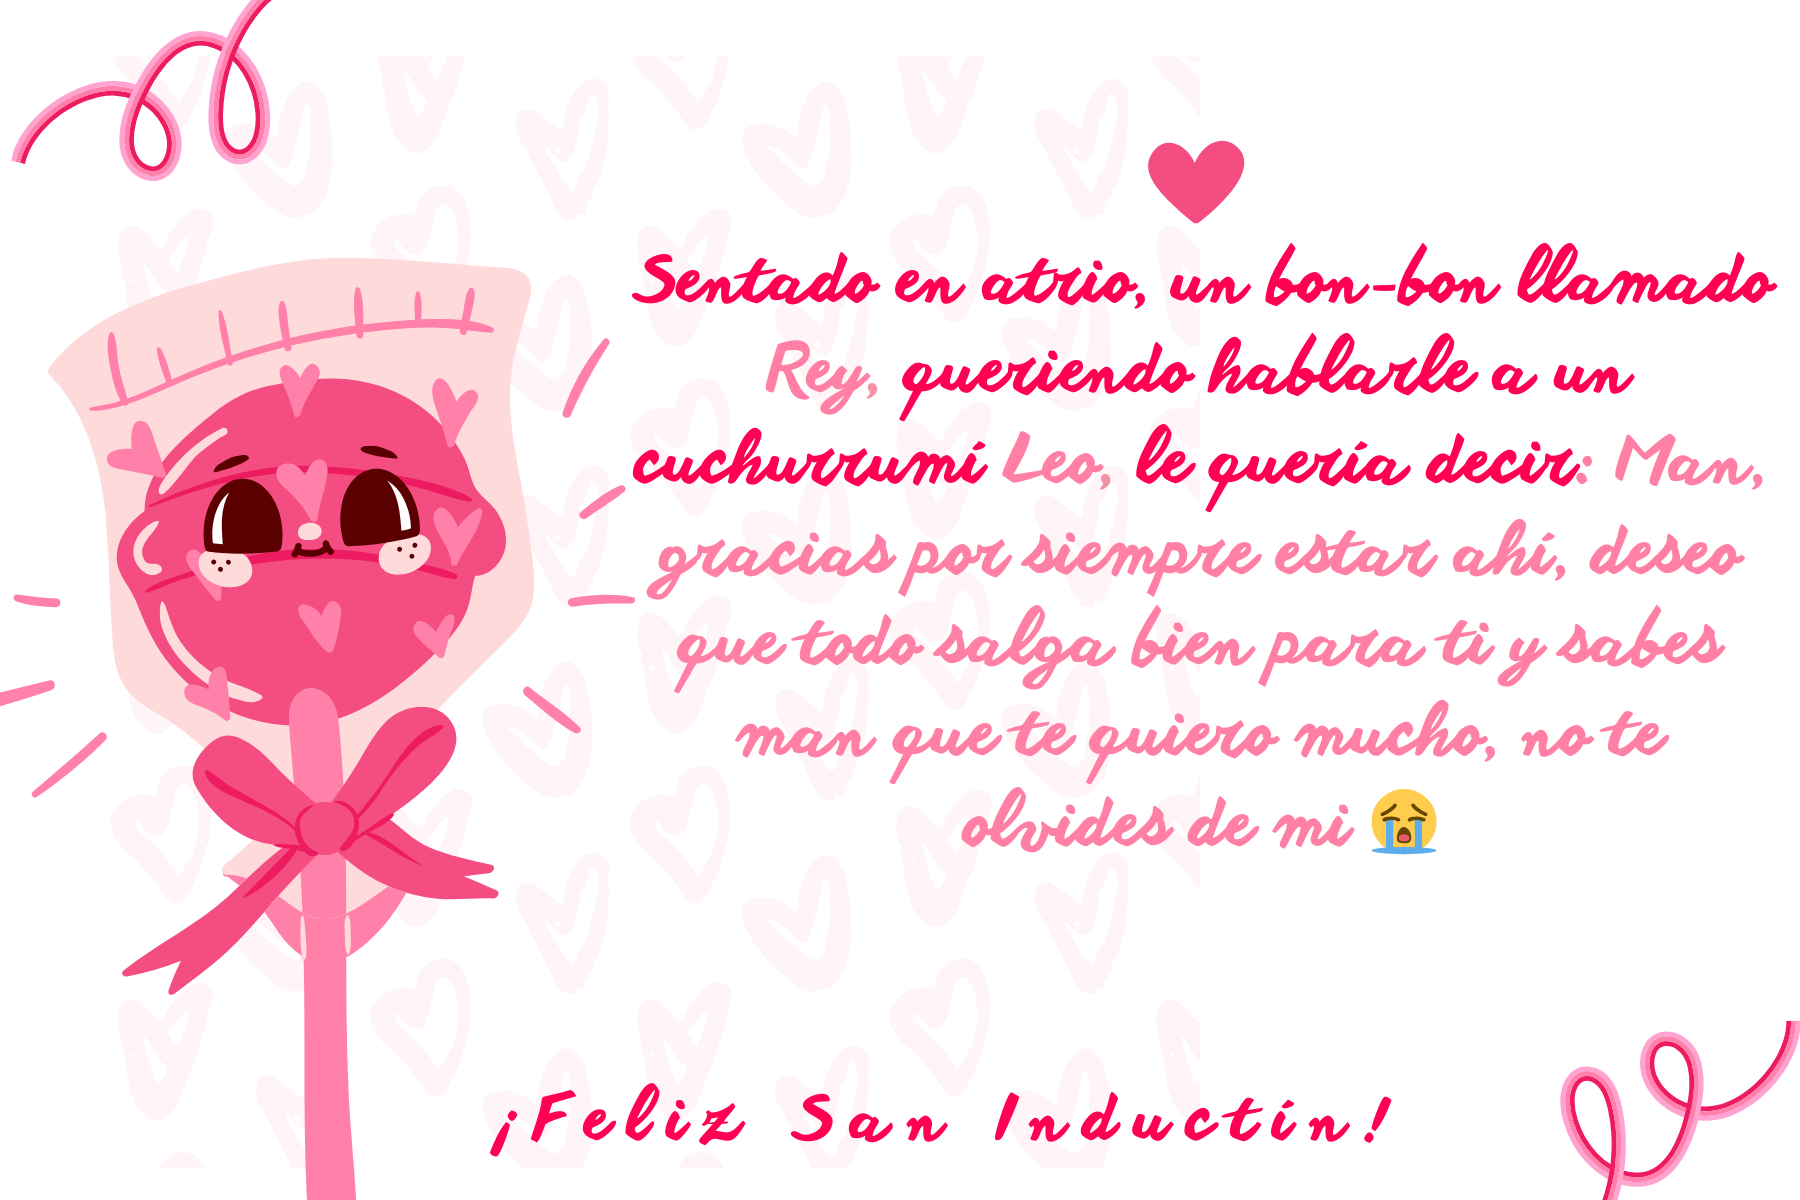 Sentado en atrio, un bon-bon llamado
Rey, queriendo hablarle a un
cuchurrumí Leo, le quería decir: Man,
gracias por siempre estar ahí, deseo
que todo salga bien para ti y sabes
man que te quiero mucho, no te
olvides de mi 😭
¡Feliz San Inductín!